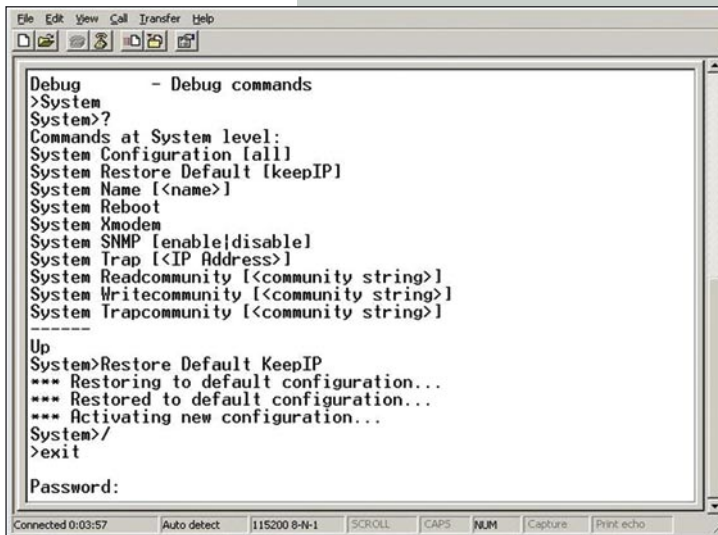 File Edit View Call Transfer Help
Debug - Debug commands
>System
System>?
Commands at System level:
System Configuration [all]
System Restore Default [keepIP]
System Name [<name>]
System Reboot
System Xmodem
System SNMP [enable|disable]
System Trap [<IP Address>]
System Readcommunity [<community string>]
System Writecommunity [<community string>]
System Trapcommunity [<community string>]
------
Up
System>Restore Default KeepIP
*** Restoring to default configuration...
*** Restored to default configuration...
*** Activating new configuration...
System>/
>exit
Password:
Connected 0:03:57 Auto detect 115200 8-N-1 SCROLL CAPS NUM Capture Print echo